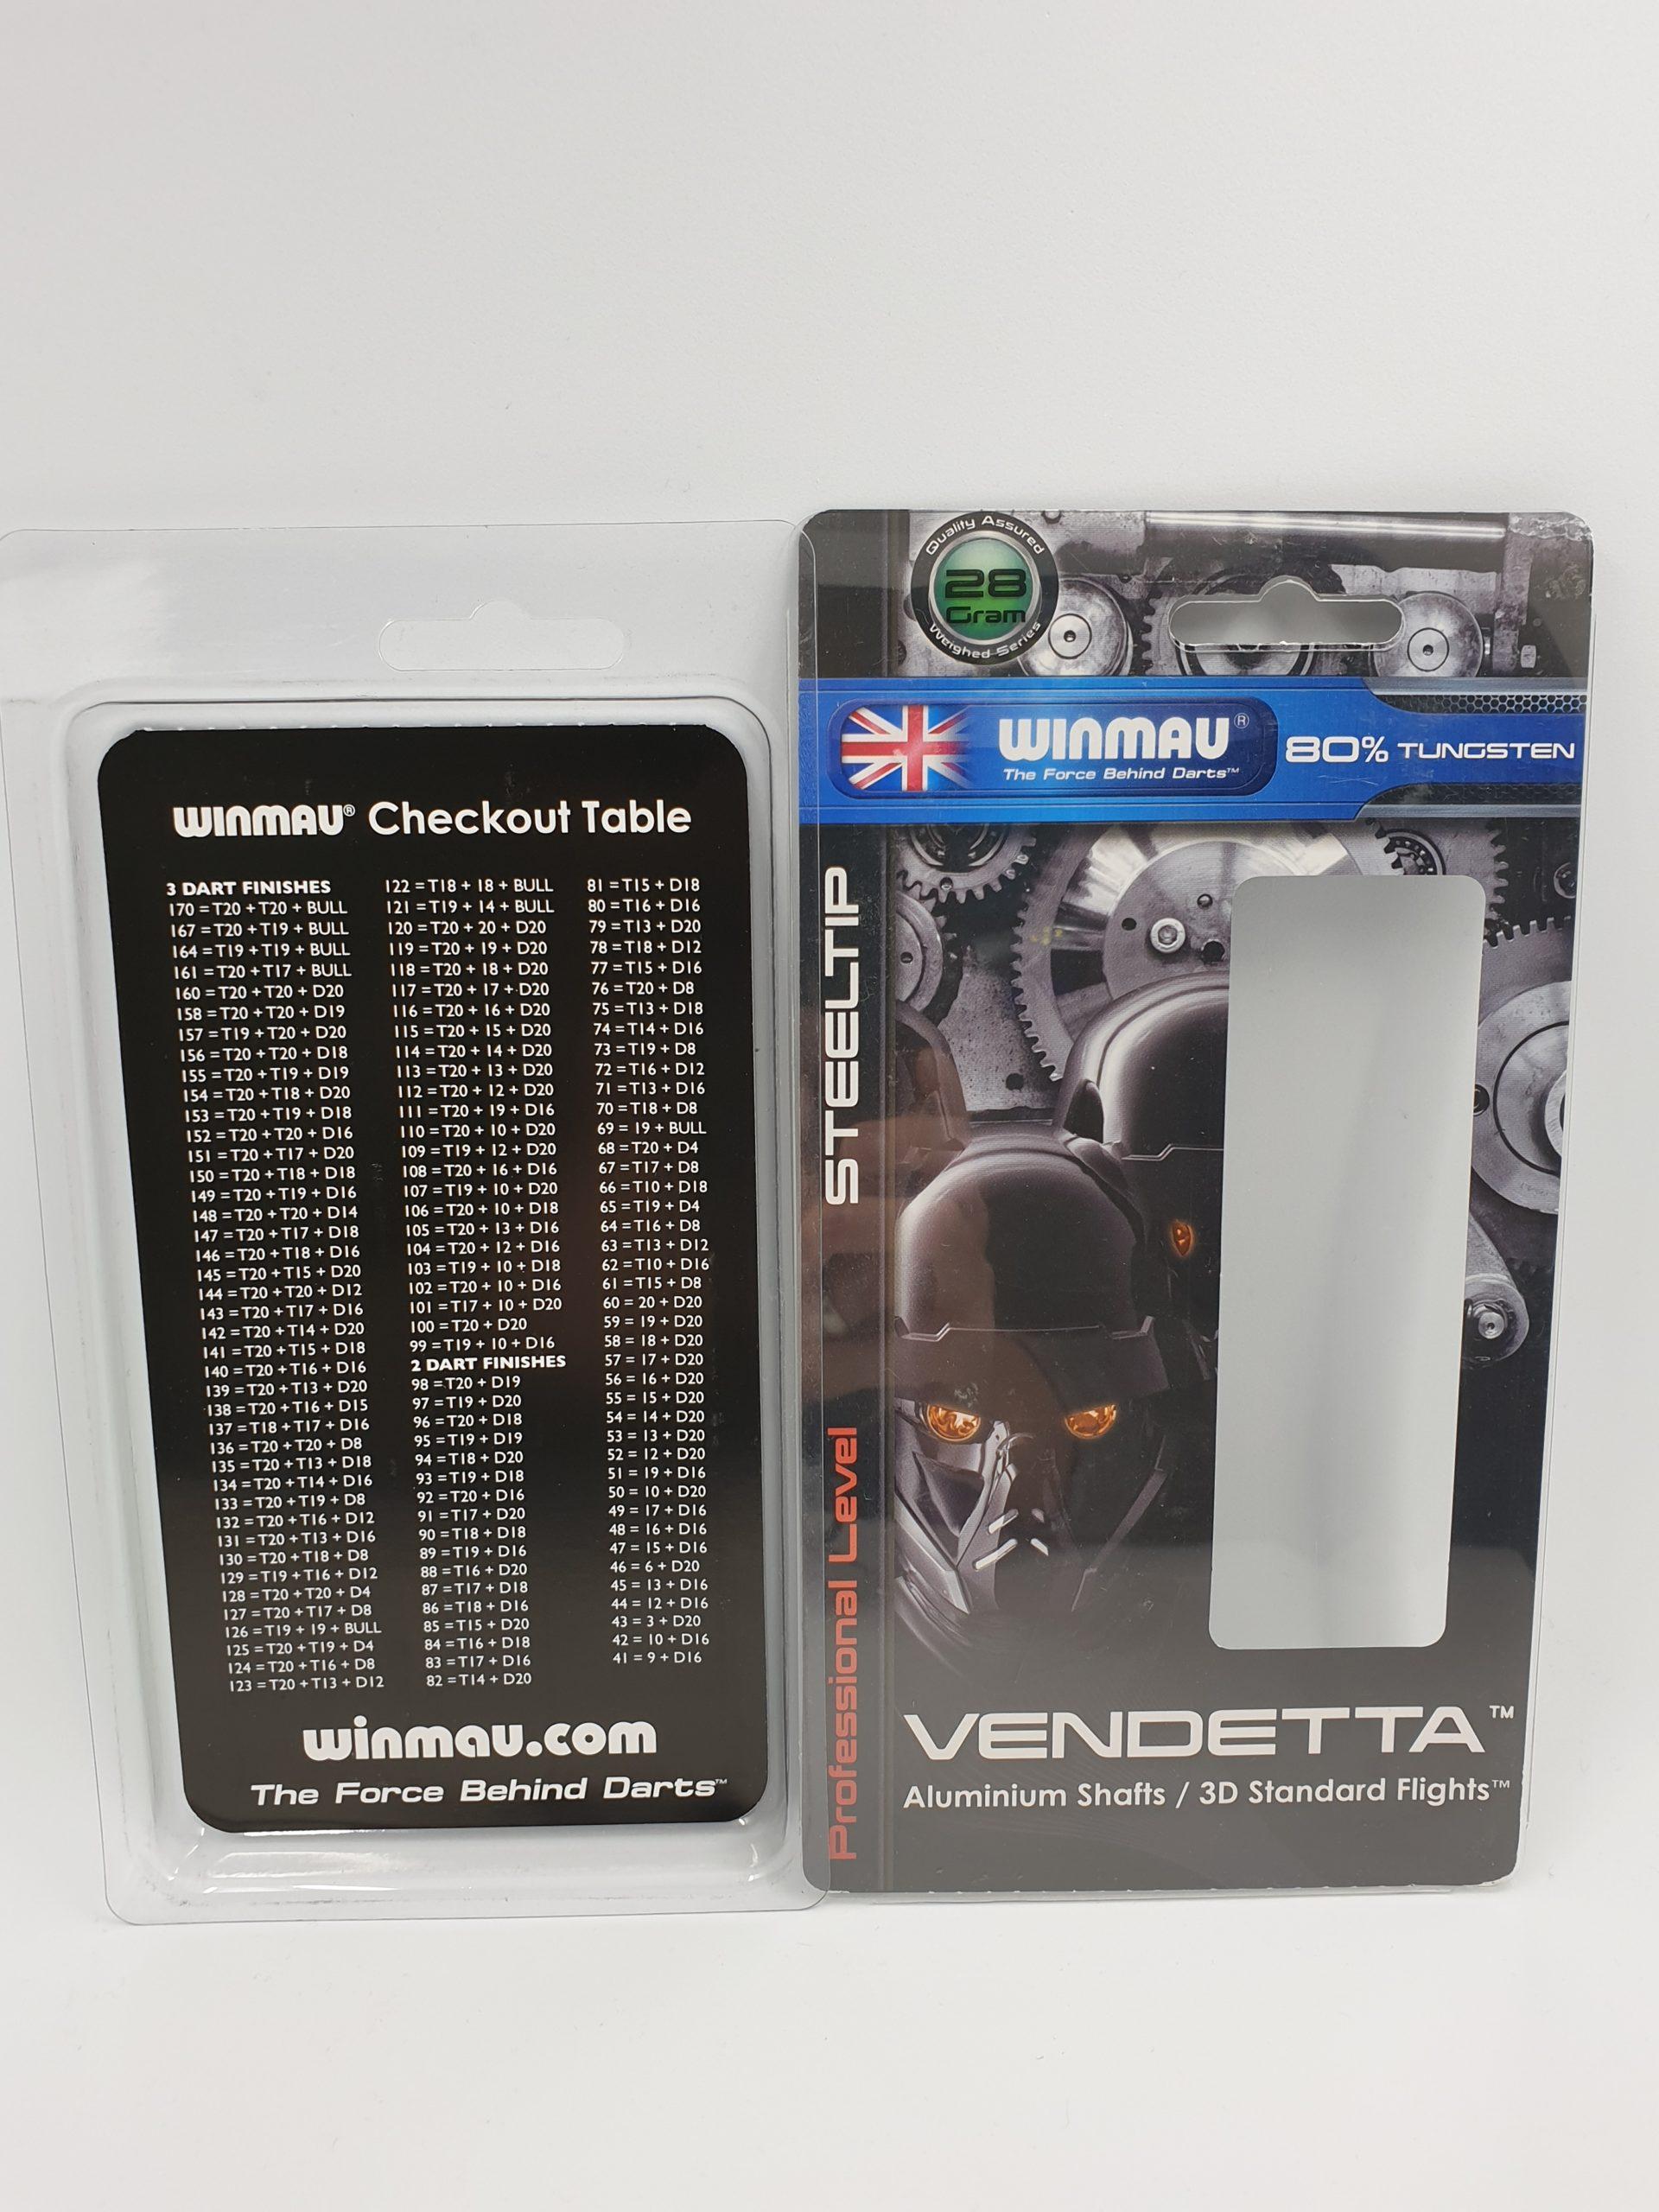 WINMAU® Checkout Table
3 DART FINISHES
170 = T20 + T20 + BULL
167 = T20 + T19 + BULL
164 = T19 + T19 + BULL
161 = T20 + T17 + BULL
160 = T20 + T20 + D20
158 = T20 + T20 + D19
157 = T19 + T20 + D20
156 = T20 + T20 + D18
155 = T20 + T19 + D19
154 = T20 + T18 + D20
153 = T20 + T19 + D18
152 = T20 + T20 + D16
151 = T20 + T17 + D20
150 = T20 + T18 + D18
149 = T20 + T19 + D16
148 = T20 + T20 + D14
147 = T20 + T17 + D18
146 = T20 + T18 + D16
145 = T20 + T15 + D20
144 = T20 + T20 + D12
143 = T20 + T17 + D16
142 = T20 + T14 + D20
141 = T20 + T15 + D18
140 = T20 + T16 + D16
139 = T20 + T13 + D20
138 = T20 + T16 + D15
137 = T18 + T17 + D16
136 = T20 + T20 + D8
135 = T20 + T13 + D18
134 = T20 + T14 + D16
133 = T20 + T19 + D8
132 = T20 + T16 + D12
131 = T20 + T13 + D16
130 = T20 + T18 + D8
129 = T19 + T16 + D12
128 = T20 + T20 + D4
127 = T20 + T17 + D8
126 = T19 + 19 + BULL
125 = T20 + T19 + D4
124 = T20 + T16 + D8
123 = T20 + T13 + D12
122 = T18 + 18 + BULL
121 = T19 + 14 + BULL
120 = T20 + 20 + D20
119 = T20 + 19 + D20
118 = T20 + 18 + D20
117 = T20 + 17 + D20
116 = T20 + 16 + D20
115 = T20 + 15 + D20
114 = T20 + 14 + D20
113 = T20 + 13 + D20
112 = T20 + 12 + D20
111 = T20 + 19 + D16
110 = T20 + 10 + D20
109 = T19 + 12 + D20
108 = T20 + 16 + D16
107 = T19 + 10 + D20
106 = T20 + 10 + D18
105 = T20 + 13 + D16
104 = T20 + 12 + D16
103 = T19 + 10 + D18
102 = T20 + 10 + D16
101 = T17 + 10 + D20
100 = T20 + D20
99 = T19 + 10 + D16
2 DART FINISHES
98 = T20 + D19
97 = T19 + D20
96 = T20 + D18
95 = T19 + D19
94 = T18 + D20
93 = T19 + D18
92 = T20 + D16
91 = T17 + D20
90 = T18 + D18
89 = T19 + D16
88 = T16 + D20
87 = T17 + D18
86 = T18 + D16
85 = T15 + D20
84 = T16 + D18
83 = T17 + D16
82 = T14 + D20
81 = T15 + D18
80 = T16 + D16
79 = T13 + D20
78 = T18 + D12
77 = T15 + D16
76 = T20 + D8
75 = T13 + D18
74 = T14 + D16
73 = T19 + D8
72 = T16 + D12
71 = T13 + D16
70 = T18 + D8
69 = 19 + BULL
68 = T20 + D4
67 = T17 + D8
66 = T10 + D18
65 = T19 + D4
64 = T16 + D8
63 = T13 + D12
62 = T10 + D16
61 = T15 + D8
60 = 20 + D20
59 = 19 + D20
58 = 18 + D20
57 = 17 + D20
56 = 16 + D20
55 = 15 + D20
54 = 14 + D20
53 = 13 + D20
52 = 12 + D20
51 = 19 + D16
50 = 10 + D20
49 = 17 + D16
48 = 16 + D16
47 = 15 + D16
46 = 6 + D20
45 = 13 + D16
44 = 12 + D16
43 = 3 + D20
42 = 10 + D16
41 = 9 + D16
winmau.com
The Force Behind Darts™
Quality Assured
28
Gram
Weighed Series
WINMAU®
The Force Behind Darts™
80% TUNGSTEN
STEELTIP
Professional Level
VENDETTA™
Aluminium Shafts / 3D Standard Flights™